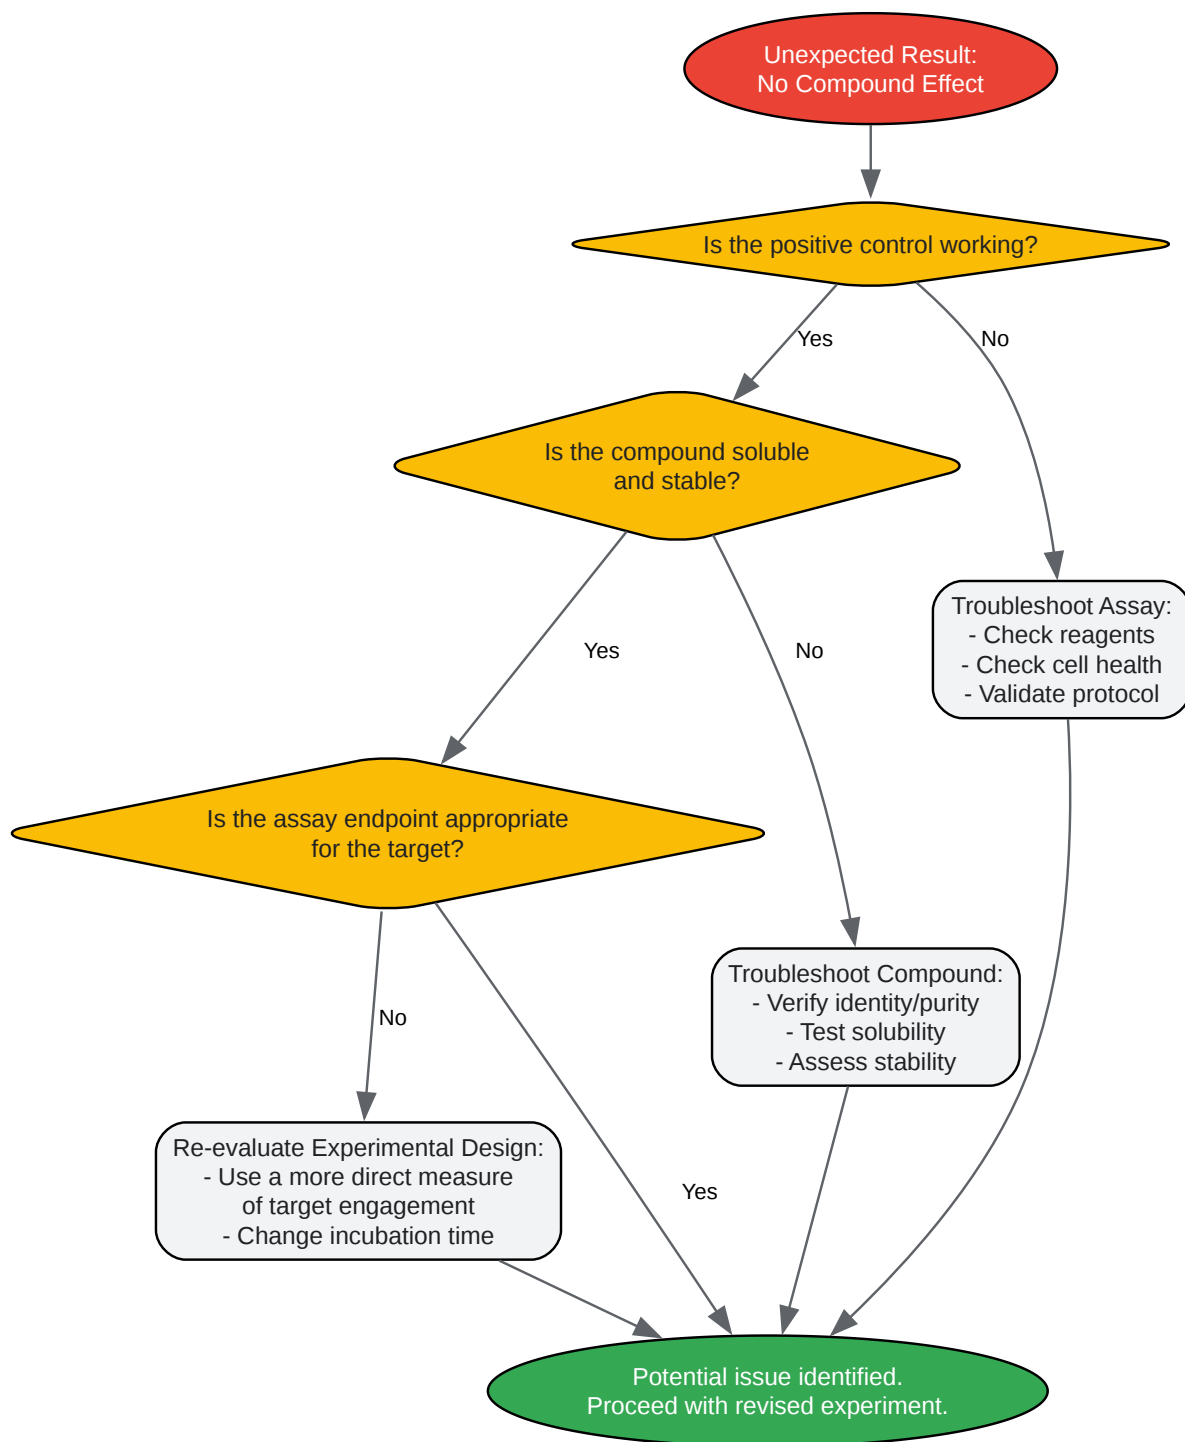 Unexpected Result:
No Compound Effect
Is the positive control working?
Yes
No
Is the compound soluble
and stable?
Troubleshoot Assay:
- Check reagents
- Check cell health
- Validate protocol
Yes
No
Is the assay endpoint appropriate
for the target?
Troubleshoot Compound:
- Verify identity/purity
- Test solubility
- Assess stability
No
Re-evaluate Experimental Design:
- Use a more direct measure
of target engagement
- Change incubation time
Yes
Potential issue identified.
Proceed with revised experiment.